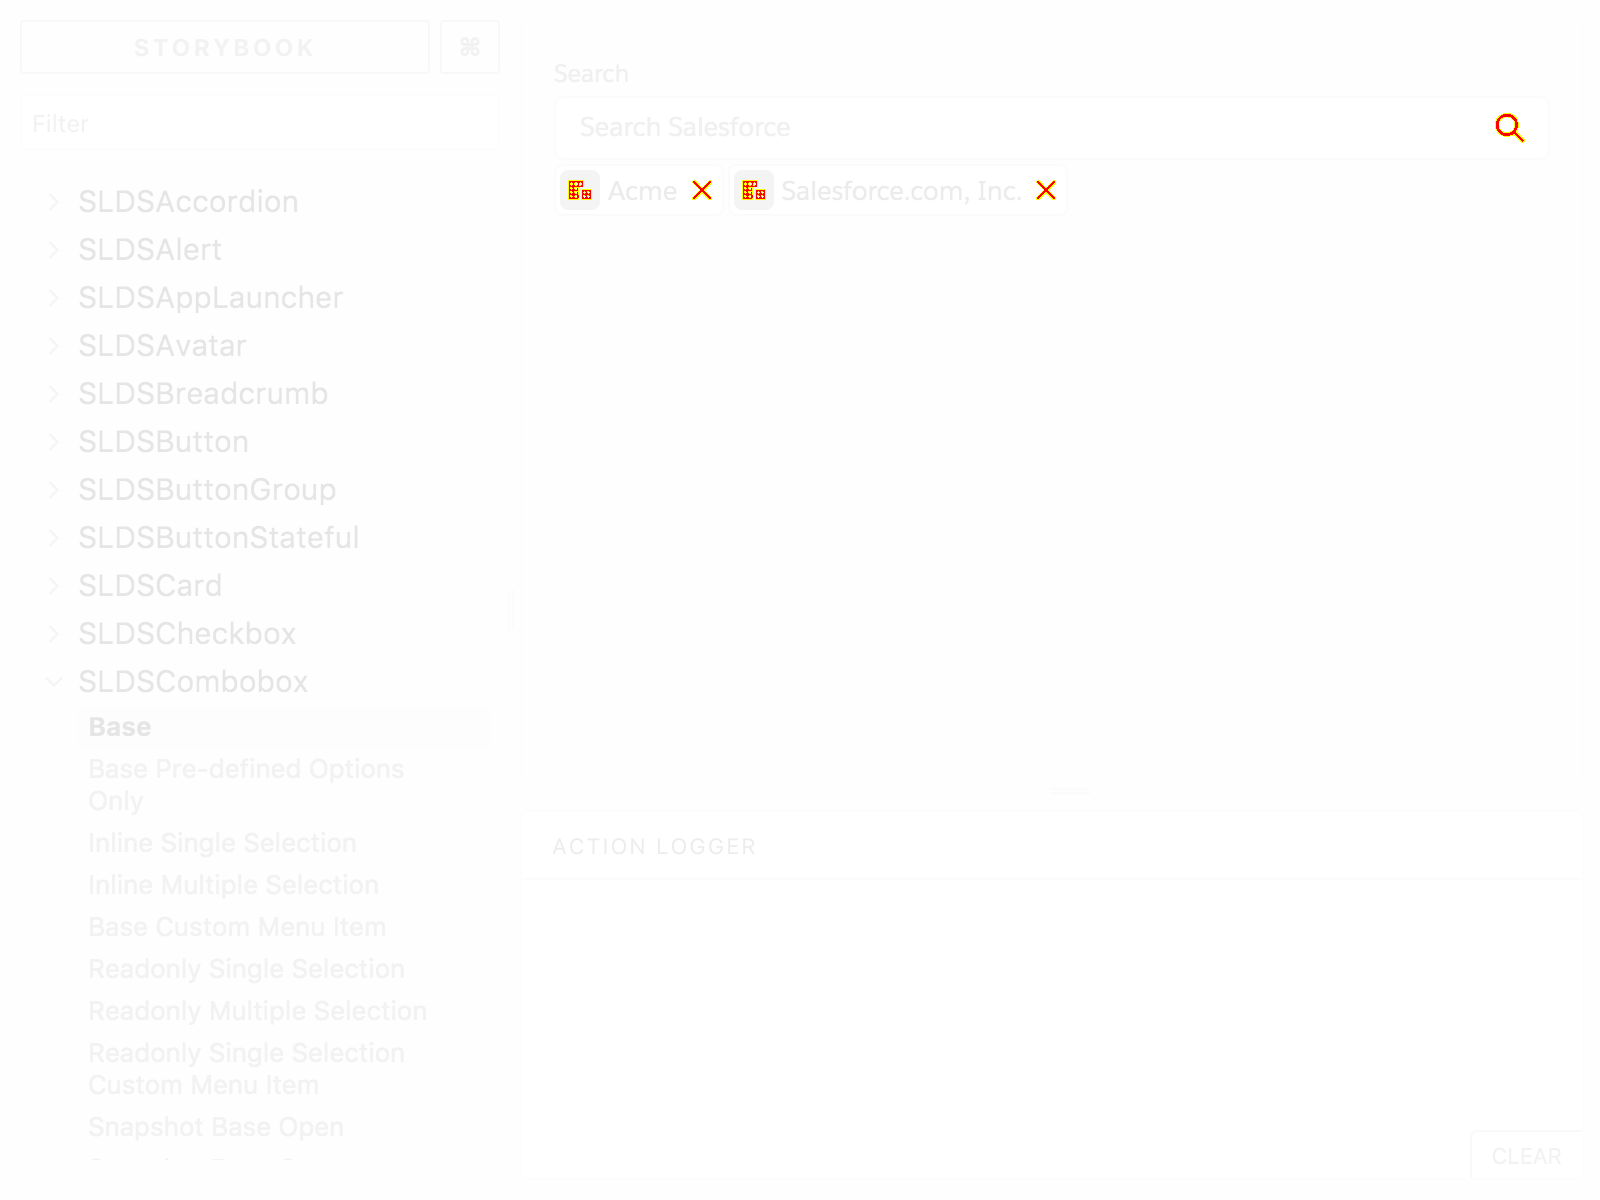 STORYBOOK ⌘
Filter
SLDSAccordion
SLDSAlert
SLDSAppLauncher
SLDSAvatar
SLDSBreadcrumb
SLDSButton
SLDSButtonGroup
SLDSButtonStateful
SLDSCard
SLDSCheckbox
SLDSCombobox
Base
Base Pre-defined Options
Only
Inline Single Selection
Inline Multiple Selection
Base Custom Menu Item
Readonly Single Selection
Readonly Multiple Selection
Readonly Single Selection
Custom Menu Item
Snapshot Base Open
Search
Search Salesforce
Acme Salesforce.com, Inc.
ACTION LOGGER
CLEAR